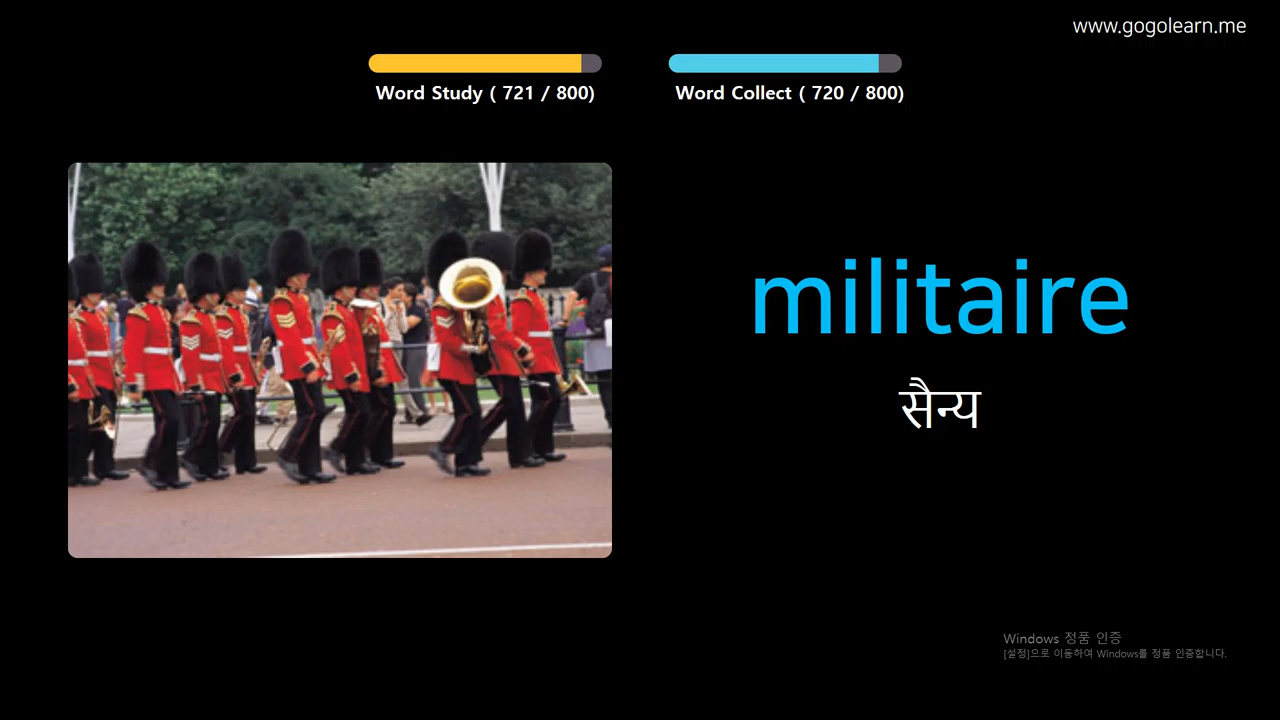 www.gogolearn.me
Word Study ( 721 / 800)
Word Collect ( 720 / 800)
militaire
सैन्य
Windows 정품 인증
[설정]으로 이동하여 Windows를 정품 인증합니다.